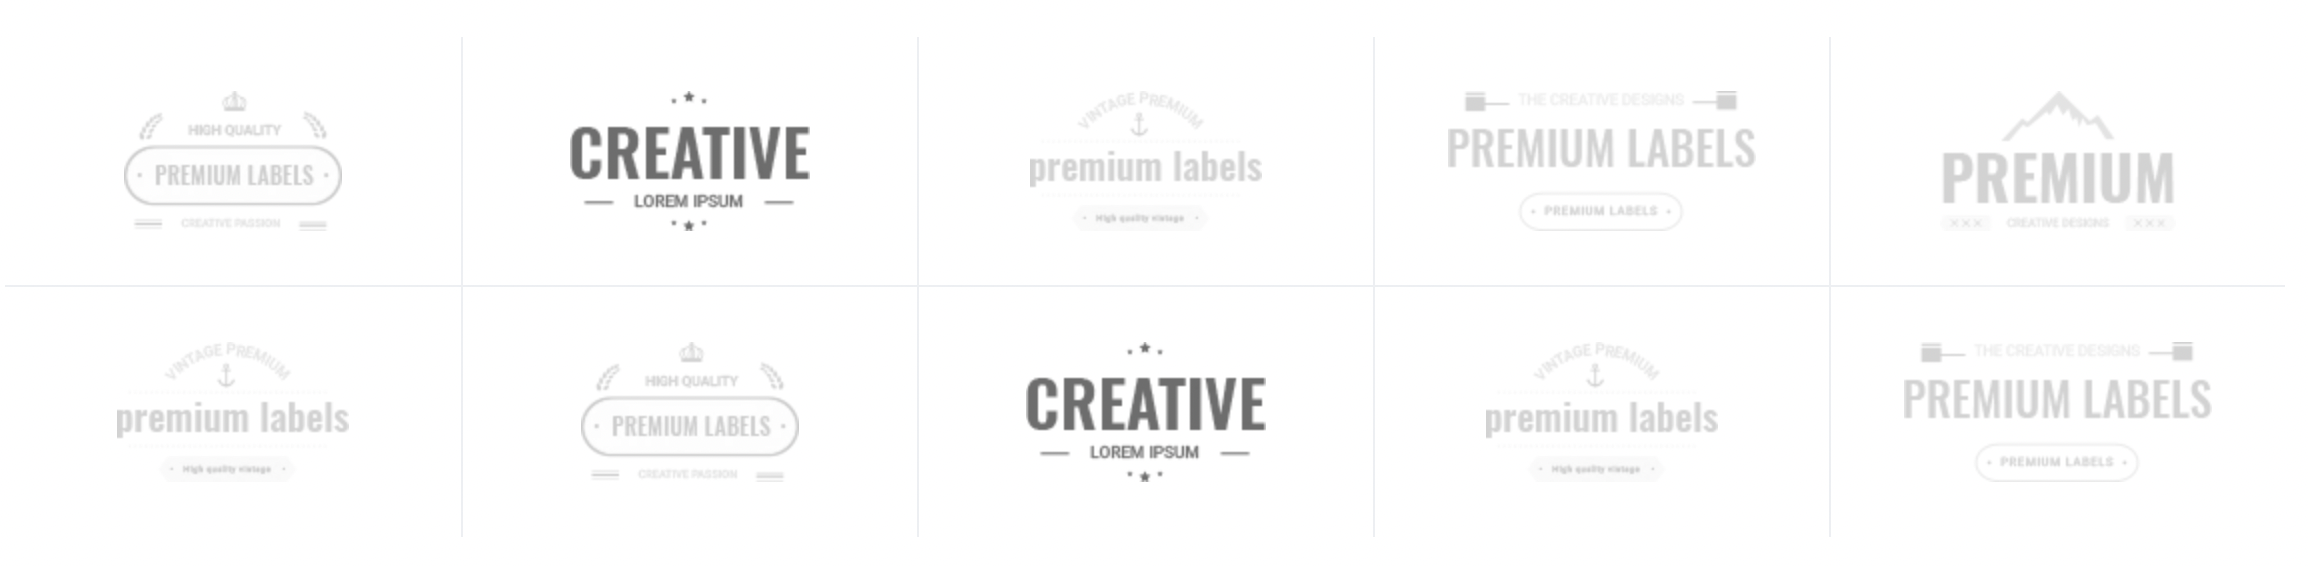 HIGH QUALITY
PREMIUM LABELS
CREATIVE PASSION
CREATIVE
LOREM IPSUM
VINTAGE PREMIUM
premium labels
High quality vintage
THE CREATIVE DESIGNS
PREMIUM LABELS
PREMIUM LABELS
PREMIUM
××× CREATIVE DESIGNS ×××
VINTAGE PREMIUM
premium labels
High quality vintage
HIGH QUALITY
PREMIUM LABELS
CREATIVE PASSION
CREATIVE
LOREM IPSUM
VINTAGE PREMIUM
premium labels
High quality vintage
THE CREATIVE DESIGNS
PREMIUM LABELS
PREMIUM LABELS